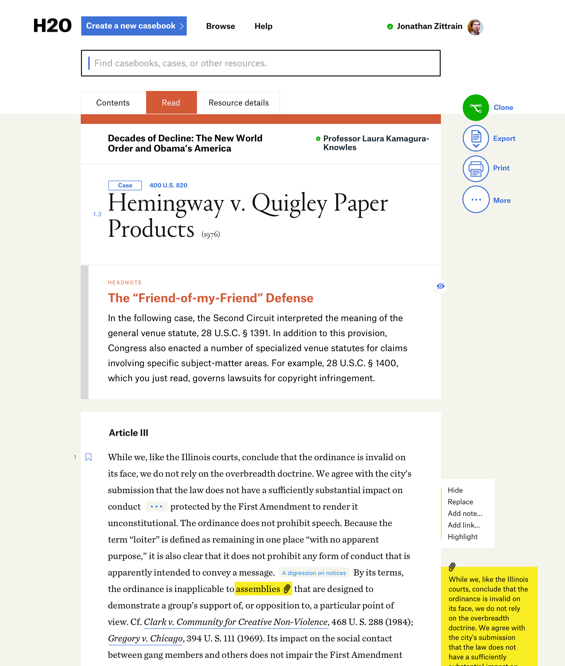 H2O
Create a new casebook
Browse
Help
Jonathan Zittrain
Find casebooks, cases, or other resources.
Contents
Read
Resource details
Clone
Export
Print
More
Decades of Decline: The New World
Order and Obama's America
Professor Laura Kamagura-
Knowles
Case
400 U.S. 820
1.3
Hemingway v. Quigley Paper
Products (1976)
HEADNOTE
The “Friend-of-my-Friend” Defense
In the following case, the Second Circuit interpreted the meaning of the
general venue statute, 28 U.S.C. § 1391. In addition to this provision,
Congress also enacted a number of specialized venue statutes for claims
involving specific subject-matter areas. For example, 28 U.S.C. § 1400,
which you just read, governs lawsuits for copyright infringement.
Article III
1
While we, like the Illinois courts, conclude that the ordinance is invalid on
its face, we do not rely on the overbreadth doctrine. We agree with the city's
submission that the law does not have a sufficiently substantial impact on
conduct ••• protected by the First Amendment to render it
unconstitutional. The ordinance does not prohibit speech. Because the
term “loiter” is defined as remaining in one place “with no apparent
purpose,” it is also clear that it does not prohibit any form of conduct that is
apparently intended to convey a message. A digression on notices By its terms,
the ordinance is inapplicable to assemblies that are designed to
demonstrate a group's support of, or opposition to, a particular point of
view. Cf. Clark v. Community for Creative Non-Violence, 468 U. S. 288 (1984);
Gregory v. Chicago, 394 U. S. 111 (1969). Its impact on the social contact
between gang members and others does not impair the First Amendment
Hide
Replace
Add note...
Add link...
Highlight
While we, like the Illinois
courts, conclude that the
ordinance is invalid on
its face, we do not rely
on the overbreadth
doctrine. We agree with
the city's submission
that the law does not
have a sufficiently
substantial impact on